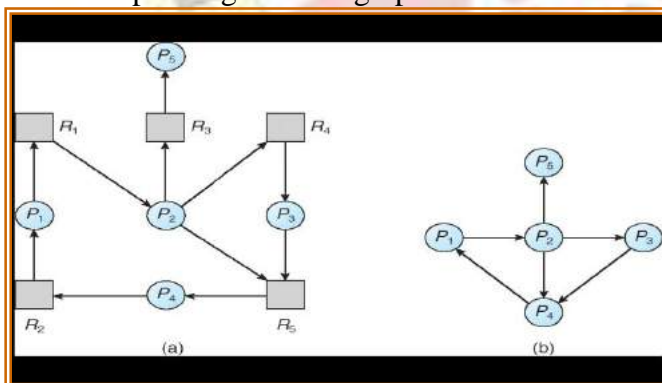 P₅
R₁ R₃ R₄
P₁ P₂ P₃
P₄
R₂ R₅
(a)
P₅
P₁ P₂ P₃
P₄
(b)